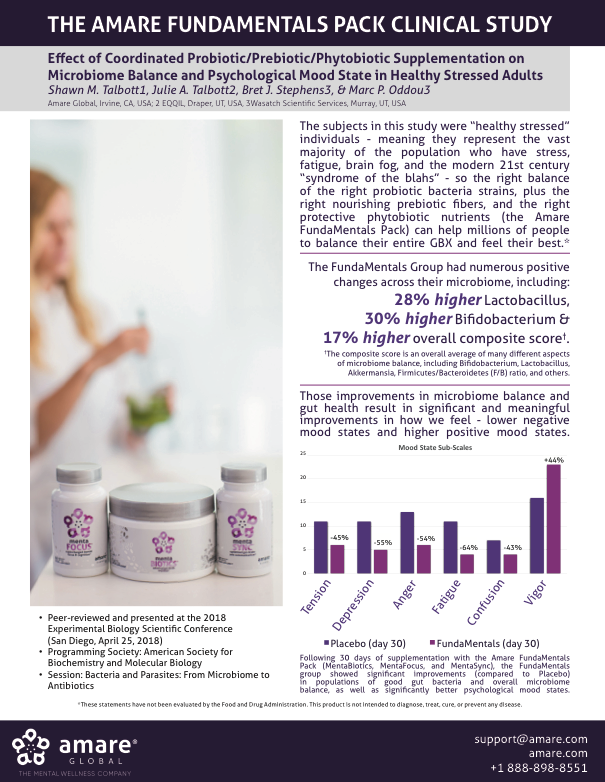 THE AMARE FUNDAMENTALS PACK CLINICAL STUDY
Effect of Coordinated Probiotic/Prebiotic/Phytobiotic Supplementation on
Microbiome Balance and Psychological Mood State in Healthy Stressed Adults
Shawn M. Talbott1, Julie A. Talbott2, Bret J. Stephens3, & Marc P. Oddou3
Amare Global, Irvine, CA, USA; 2 EQQIL, Draper, UT, USA, 3Wasatch Scientific Services, Murray, UT, USA
The subjects in this study were “healthy stressed”
individuals - meaning they represent the vast
majority of the population who have stress,
fatigue, brain fog, and the modern 21st century
“syndrome of the blahs” - so the right balance
of the right probiotic bacteria strains, plus the
right nourishing prebiotic fibers, and the right
protective phytobiotic nutrients (the Amare
FundaMentals Pack) can help millions of people
to balance their entire GBX and feel their best.*
The FundaMentals Group had numerous positive
changes across their microbiome, including:
28% higher Lactobacillus,
30% higher Bifidobacterium &
17% higher overall composite score†.
†The composite score is an overall average of many different aspects
of microbiome balance, including Bifidobacterium, Lactobacillus,
Akkermansia, Firmicutes/Bacteroidetes (F/B) ratio, and others.
Those improvements in microbiome balance and
gut health result in significant and meaningful
improvements in how we feel - lower negative
mood states and higher positive mood states.
Mood State Sub-Scales
25
20
15
10
5
0
-45%
-55%
-54%
-64%
-43%
+44%
Tension
Depression
Anger
Fatigue
Confusion
Vigor
Placebo (day 30) FundaMentals (day 30)
Following 30 days of supplementation with the Amare FundaMentals
Pack (MentaBiotics, MentaFocus, and MentaSync), the FundaMentals
group showed significant improvements (compared to Placebo)
in populations of good gut bacteria and overall microbiome
balance, as well as significantly better psychological mood states.
menta
FOCUS
menta
BIOTICS
menta
SYNC
• Peer-reviewed and presented at the 2018
Experimental Biology Scientific Conference
(San Diego, April 25, 2018)
• Programming Society: American Society for
Biochemistry and Molecular Biology
• Session: Bacteria and Parasites: From Microbiome to
Antibiotics
*These statements have not been evaluated by the Food and Drug Administration. This product is not intended to diagnose, treat, cure, or prevent any disease.
amare®
GLOBAL
THE MENTAL WELLNESS COMPANY
support@amare.com
amare.com
+1 888-898-8551